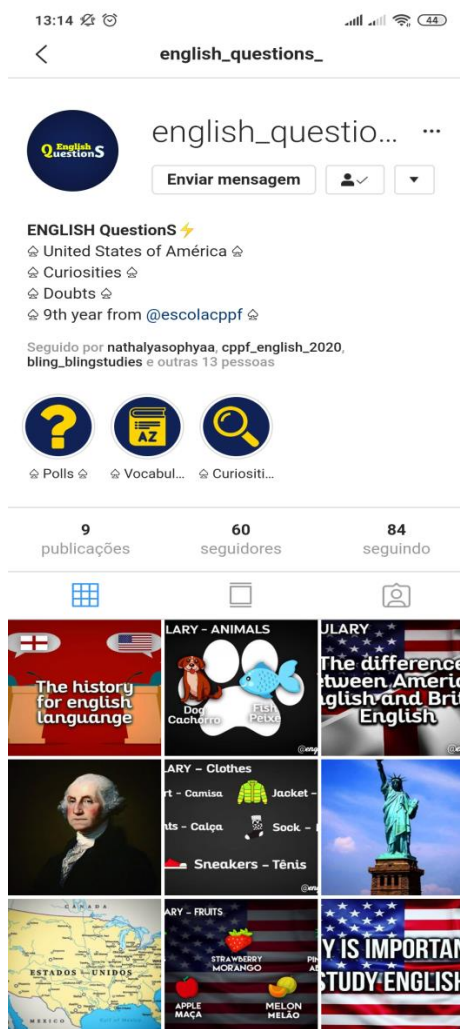 13:14
44
english_questions_
English
QuestionS
english_questio... ...
Enviar mensagem
ENGLISH QuestionS⚡
♤ United States of América ♤
♤ Curiosities ♤
♤ Doubts ♤
♤ 9th year from @escolacppf ♤
Seguido por nathalyasophyaa, cppf_english_2020,
bling_blingstudies e outras 13 pessoas
?
AZ
♤ Polls ♤ ♤ Vocabul... ♤ Curiositi...
9 60 84
publicações seguidores seguindo
The history
for english
languange
LARY - ANIMALS
Dog
Cachorro
Fish
Peixe
ULARY
The difference
etween Ameri
glish and Brit
English
ARY - Clothes
rt - Camisa
Jacket -
nts - Calça
Sock -
Sneakers - Tênis
CANADA
ESTADOS UNIDOS
MEXICO
ARY - FRUITS
STRAWBERRY
MORANGO
APPLE
MAÇA
MELON
MELÃO
Y IS IMPORTAN
STUDY ENGLISH